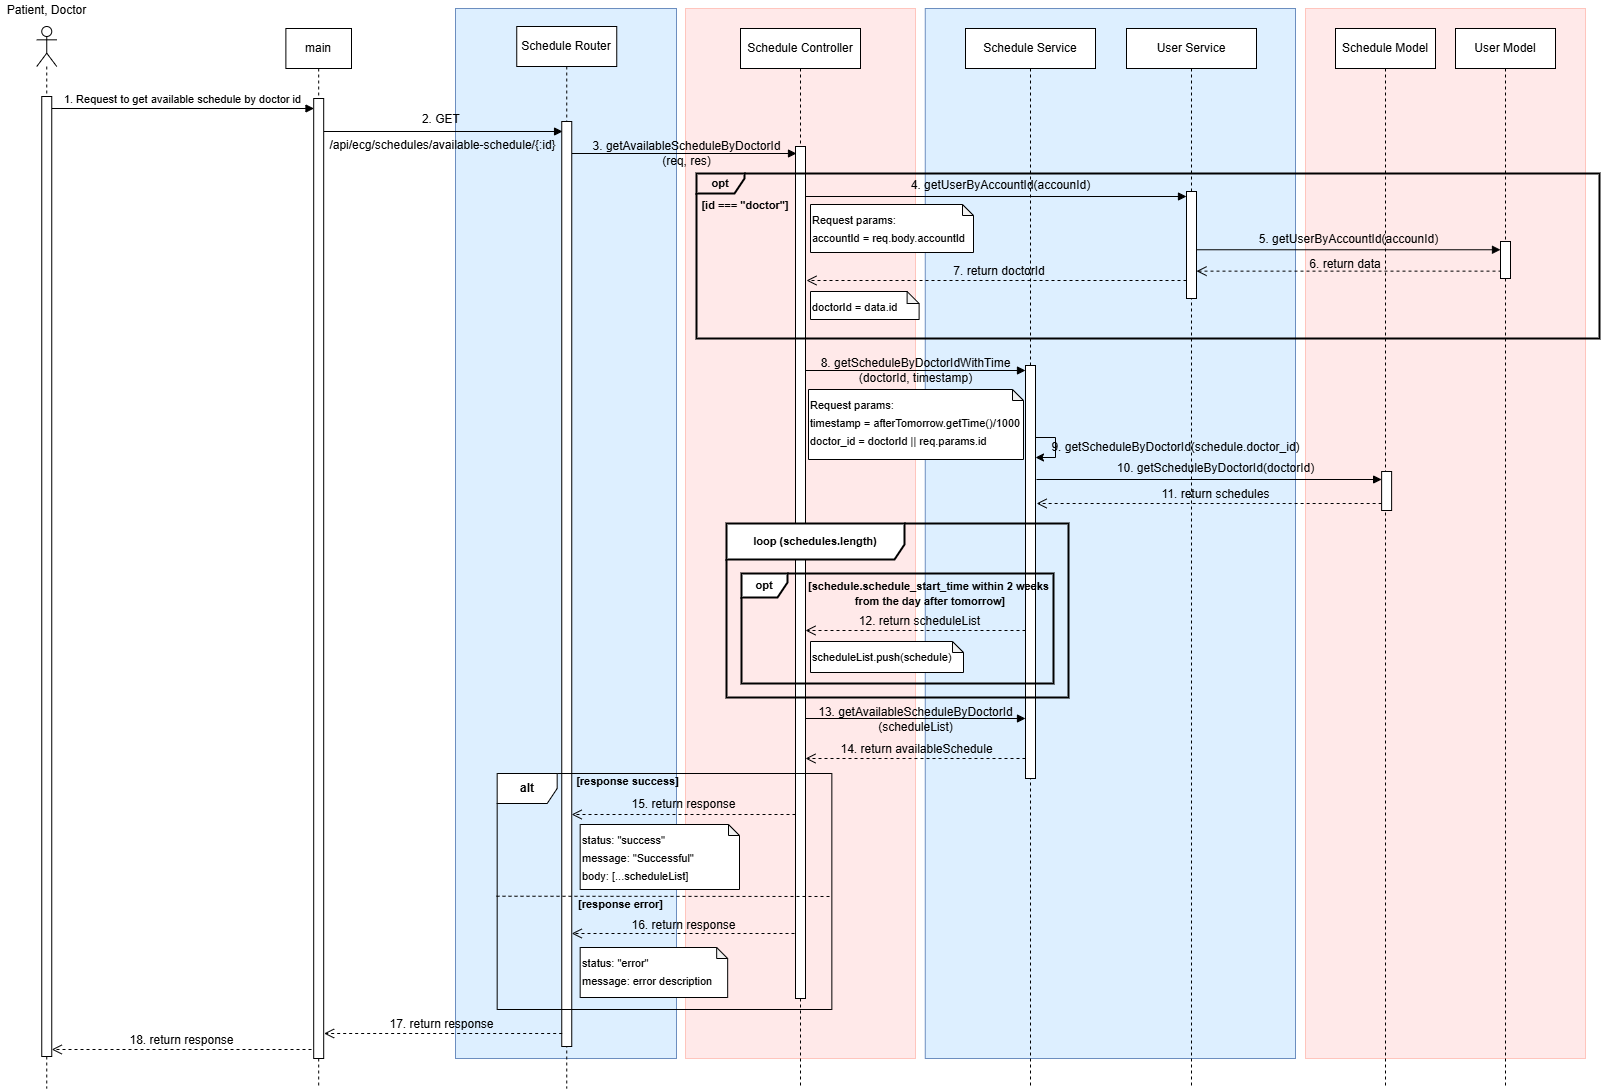 Patient, Doctor
main
Schedule Router
Schedule Controller
Schedule Service
User Service
Schedule Model
User Model
1. Request to get available schedule by doctor id
2. GET
/api/ecg/schedules/available-schedule/{:id}
3. getAvailableScheduleByDoctorId
(req, res)
opt
[id === "doctor"]
4. getUserByAccountId(accounId)
Request params:
accountId = req.body.accountId
5. getUserByAccountId(accounId)
6. return data
7. return doctorId
doctorId = data.id
8. getScheduleByDoctorIdWithTime
(doctorId, timestamp)
Request params:
timestamp = afterTomorrow.getTime()/1000
doctor_id = doctorId || req.params.id
9. getScheduleByDoctorId(schedule.doctor_id)
10. getScheduleByDoctorId(doctorId)
11. return schedules
loop (schedules.length)
opt
[schedule.schedule_start_time within 2 weeks
from the day after tomorrow]
12. return scheduleList
scheduleList.push(schedule)
13. getAvailableScheduleByDoctorId
(scheduleList)
14. return availableSchedule
alt
[response success]
15. return response
status: "success"
message: "Successful"
body: [...scheduleList]
[response error]
16. return response
status: "error"
message: error description
17. return response
18. return response